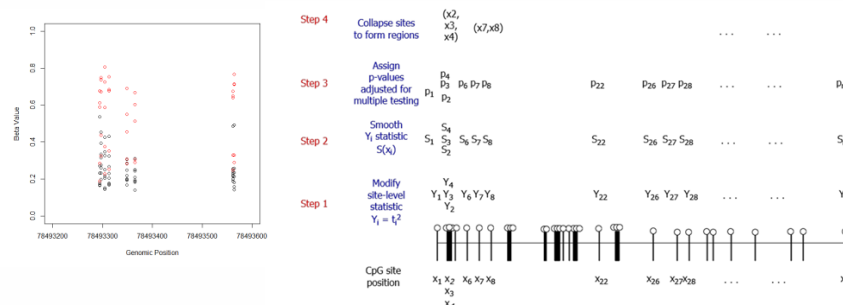 1.0
0.8
0.6
0.4
0.2
0.0
Beta Value
78493200 78493300 78493400 78493500 78493600
Genomic Position
Step 4
Collapse sites
to form regions
(x2,
x3,
x4)
(x7,x8)
... ...
Step 3
Assign
p-values
adjusted for
multiple testing
p4
p1 p3 p6 p7 p8 p22 p26 p27 p28 ... ...
p2
Step 2
Smooth
Yi statistic
S(xi)
S4
S1 S3 S6 S7 S8 S22 S26 S27 S28 ... ...
S2
Step 1
Modify
site-level
statistic
Yi = ti2
Y4
Y1 Y3 Y6 Y7 Y8 Y22 Y26 Y27 Y28 ... ...
Y2
CpG site
position
x1 x2 x6 x7 x8 x22 x26 x27 x28 ... ...
x3